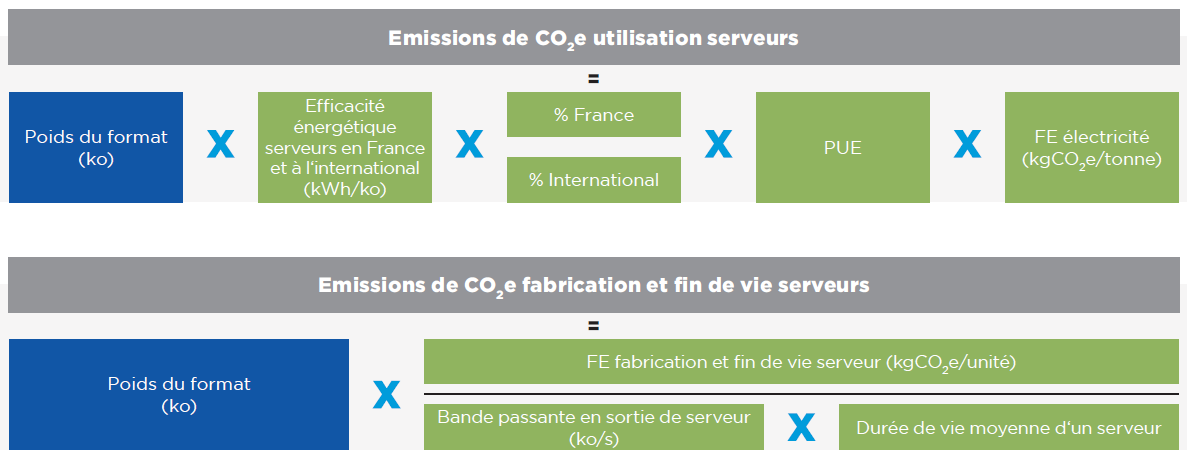 Emissions de CO2e utilisation serveurs
=
Poids du format
(ko)
X
Efficacité
énergétique
serveurs en France
et à l'international
(kWh/ko)
X
% France
% International
X
PUE
X
FE électricité
(kgCO2e/tonne)
Emissions de CO2e fabrication et fin de vie serveurs
=
Poids du format
(ko)
X
FE fabrication et fin de vie serveur (kgCO2e/unité)
Bande passante en sortie de serveur
(ko/s)
X
Durée de vie moyenne d'un serveur